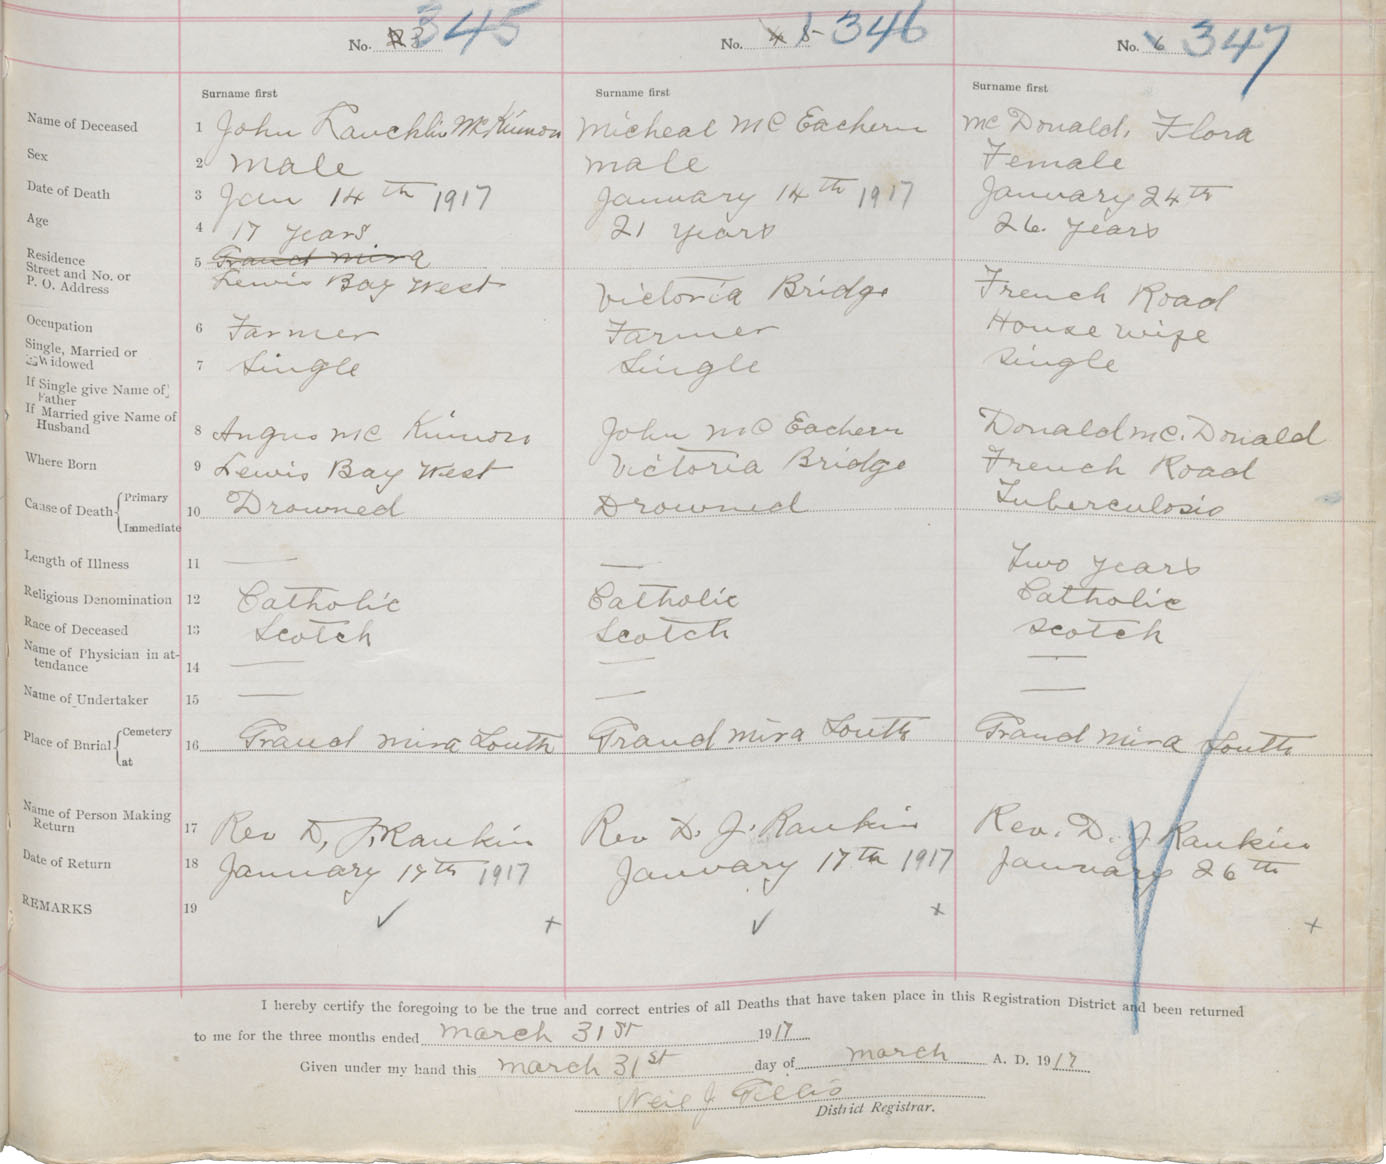 No. 345
No. 346
No. 6 347
Surname first
Surname first
Surname first
Name of Deceased 1 John Lauchlin McKinnon
Micheal McEachern
McDonald, Flora
Sex 2 male
male
Female
Date of Death 3 Jan 14th 1917
January 14th 1917
January 24th
Age 4 17 years
21 years
26 years
Residence
Street and No. or
P. O. Address
5 Grand Mira
Lewis Bay West
Victoria Bridge
French Road
Occupation 6 Farmer
Farmer
House wife
Single, Married or
Widowed
7 Single
Single
Single
If Single give Name of
Father
If Married give Name of
Husband
8 Angus McKinnon
John McEachern
Donald Mc.Donald
Where Born 9 Lewis Bay West
Victoria Bridge
French Road
Cause of Death Primary
Immediate
10 Drowned
Drowned
Tuberculosis
Length of Illness 11 —
—
Two years
Religious Denomination 12 Catholic
Catholic
Catholic
Race of Deceased 13 Scotch
Scotch
Scotch
Name of Physician in at-
tendance
14 —
—
—
Name of Undertaker 15 —
—
—
Place of Burial Cemetery
at
16 Grand Mira South
Grand Mira South
Grand Mira South
Name of Person Making
Return
17 Rev D. J. Rankin
Rev D. J. Rankin
Rev. D. J Rankin
Date of Return 18 January 17th 1917
January 17th 1917
January 26th
REMARKS 19 ✓ +
✓ +
+
I hereby certify the foregoing to be the true and correct entries of all Deaths that have taken place in this Registration District and been returned
to me for the three months ended March 31st 1917
Given under my hand this March 31st day of March A. D. 1917
Neil J Gillis
District Registrar.